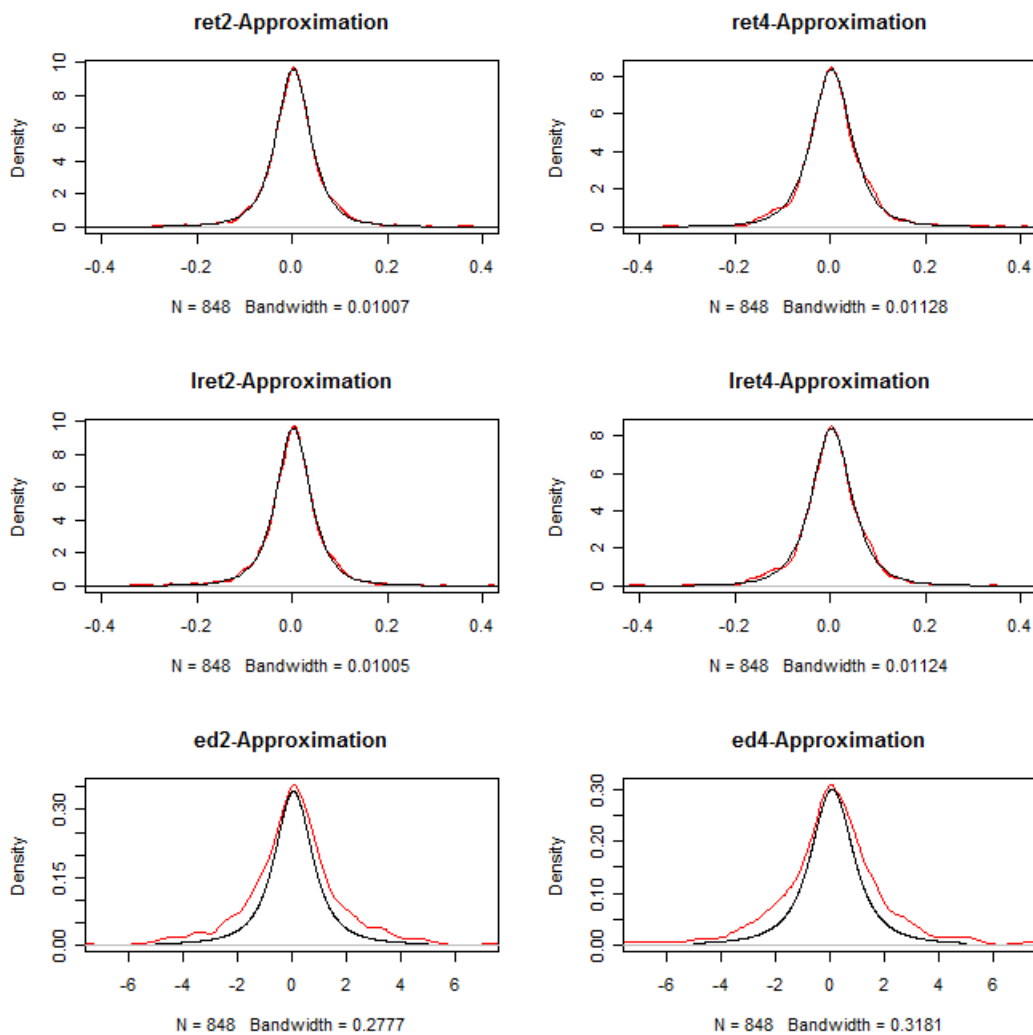 ret2-Approximation
Density
0 2 4 6 8 10
-0.4 -0.2 0.0 0.2 0.4
N = 848 Bandwidth = 0.01007
ret4-Approximation
Density
0 2 4 6 8
-0.4 -0.2 0.0 0.2 0.4
N = 848 Bandwidth = 0.01128
lret2-Approximation
Density
0 2 4 6 8 10
-0.4 -0.2 0.0 0.2 0.4
N = 848 Bandwidth = 0.01005
lret4-Approximation
Density
0 2 4 6 8
-0.4 -0.2 0.0 0.2 0.4
N = 848 Bandwidth = 0.01124
ed2-Approximation
Density
0.00 0.15 0.30
-6 -4 -2 0 2 4 6
N = 848 Bandwidth = 0.2777
ed4-Approximation
Density
0.00 0.10 0.20 0.30
-6 -4 -2 0 2 4 6
N = 848 Bandwidth = 0.3181